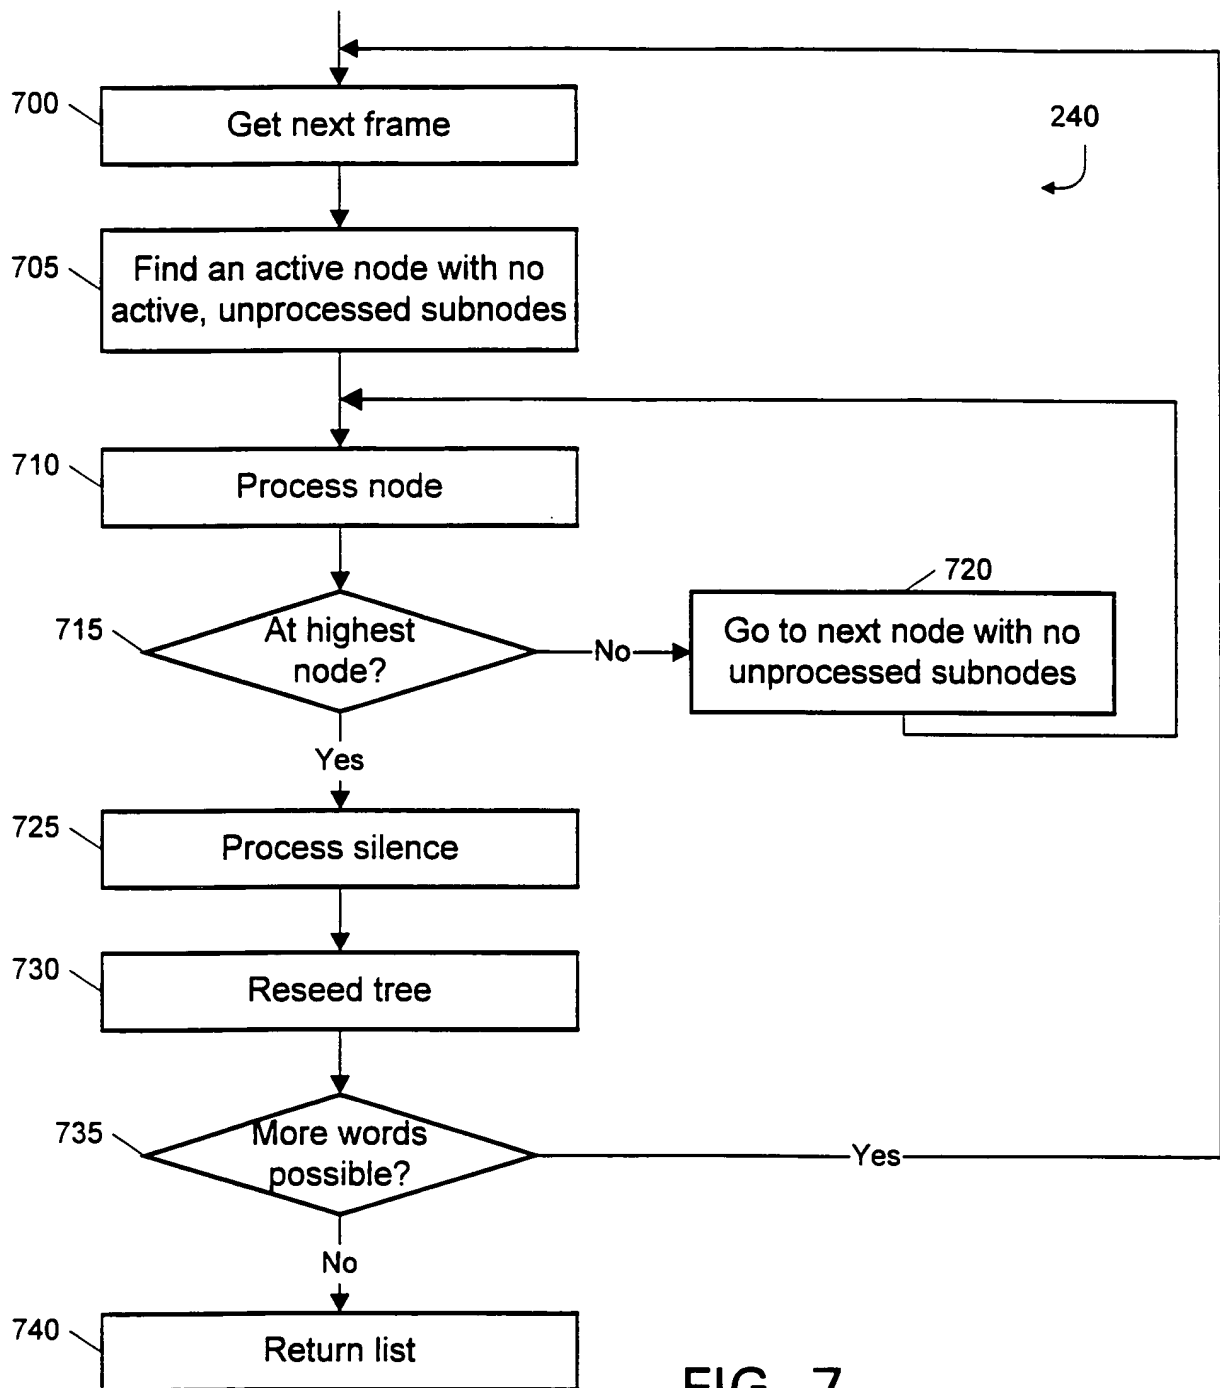 700
Get next frame
240
705
Find an active node with no
active, unprocessed subnodes
710
Process node
720
715
At highest
node?
No
Go to next node with no
unprocessed subnodes
Yes
725
Process silence
730
Reseed tree
735
More words
possible?
Yes
No
740
Return list
FIG. 7